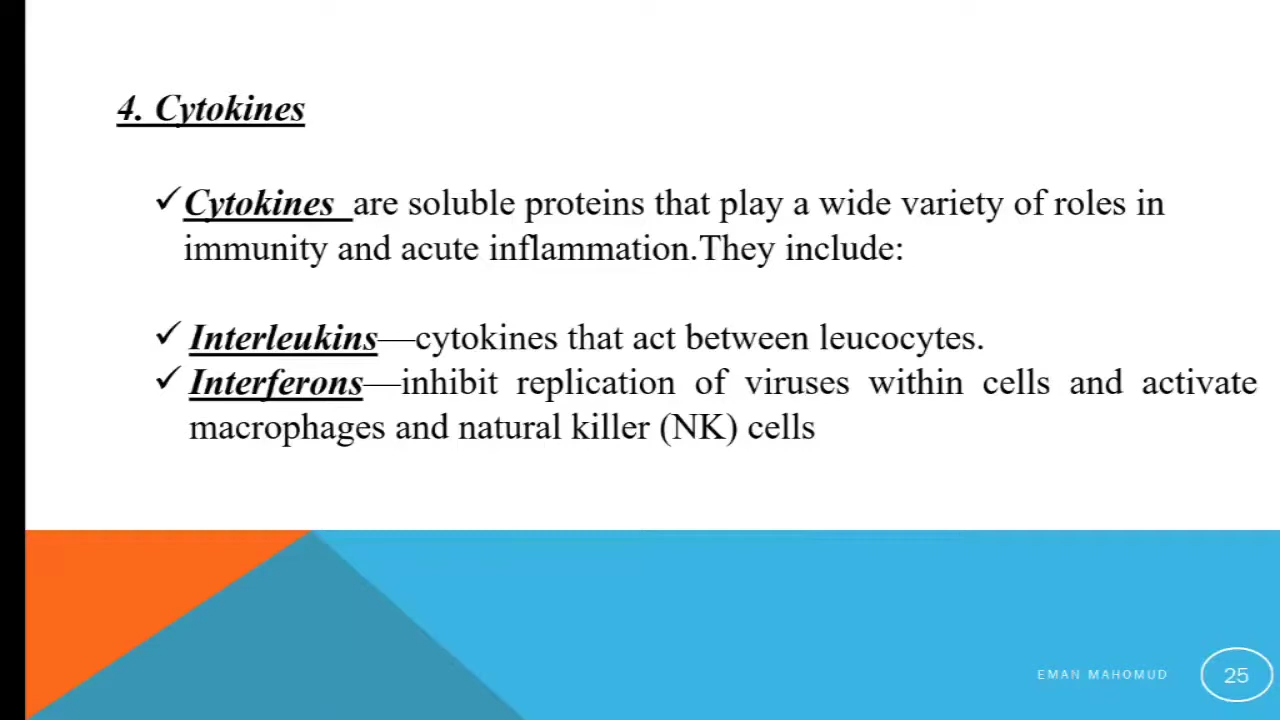 4. Cytokines
✓Cytokines are soluble proteins that play a wide variety of roles in
immunity and acute inflammation.They include:
✓Interleukins—cytokines that act between leucocytes.
✓Interferons—inhibit replication of viruses within cells and activate
macrophages and natural killer (NK) cells
EMAN MAHOMUD
25